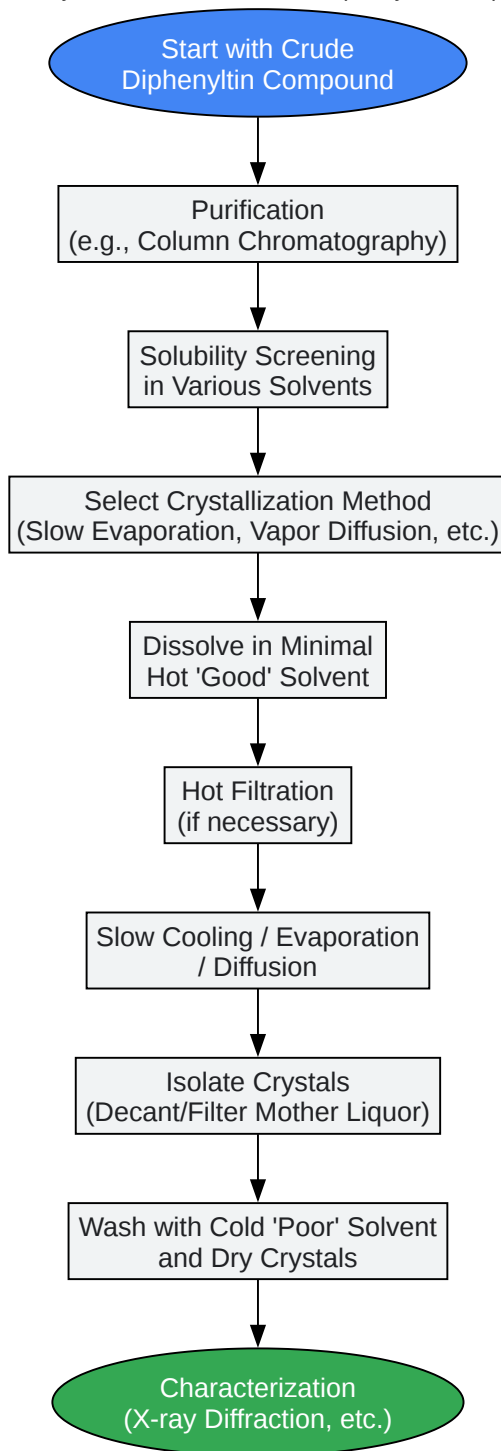 Start with Crude
Diphenyltin Compound
Purification
(e.g., Column Chromatography)
Solubility Screening
in Various Solvents
Select Crystallization Method
(Slow Evaporation, Vapor Diffusion, etc.)
Dissolve in Minimal
Hot 'Good' Solvent
Hot Filtration
(if necessary)
Slow Cooling / Evaporation
/ Diffusion
Isolate Crystals
(Decant/Filter Mother Liquor)
Wash with Cold 'Poor' Solvent
and Dry Crystals
Characterization
(X-ray Diffraction, etc.)